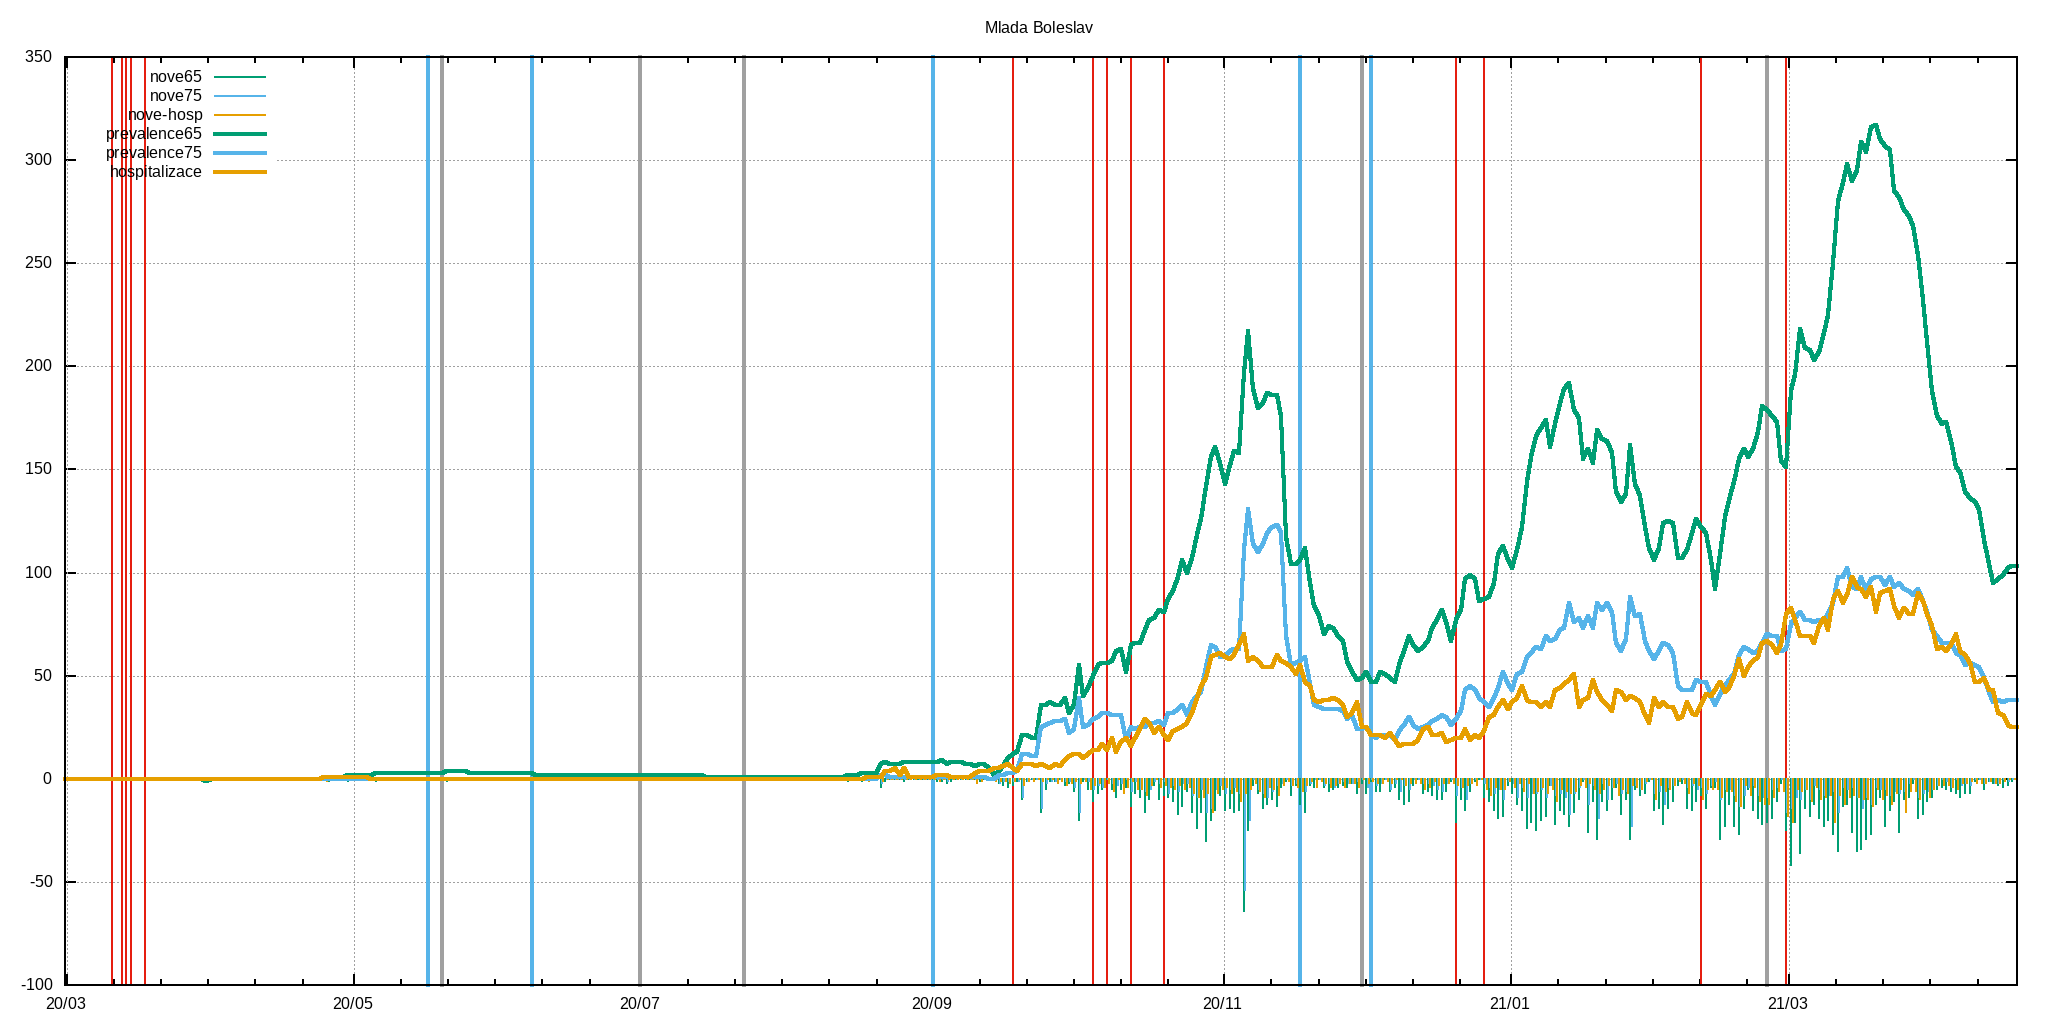 Mlada Boleslav
350
300
250
200
150
100
50
0
-50
-100
nove65
nove75
nove-hosp
prevalence65
prevalence75
hospitalizace
20/03 20/05 20/07 20/09 20/11 21/01 21/03